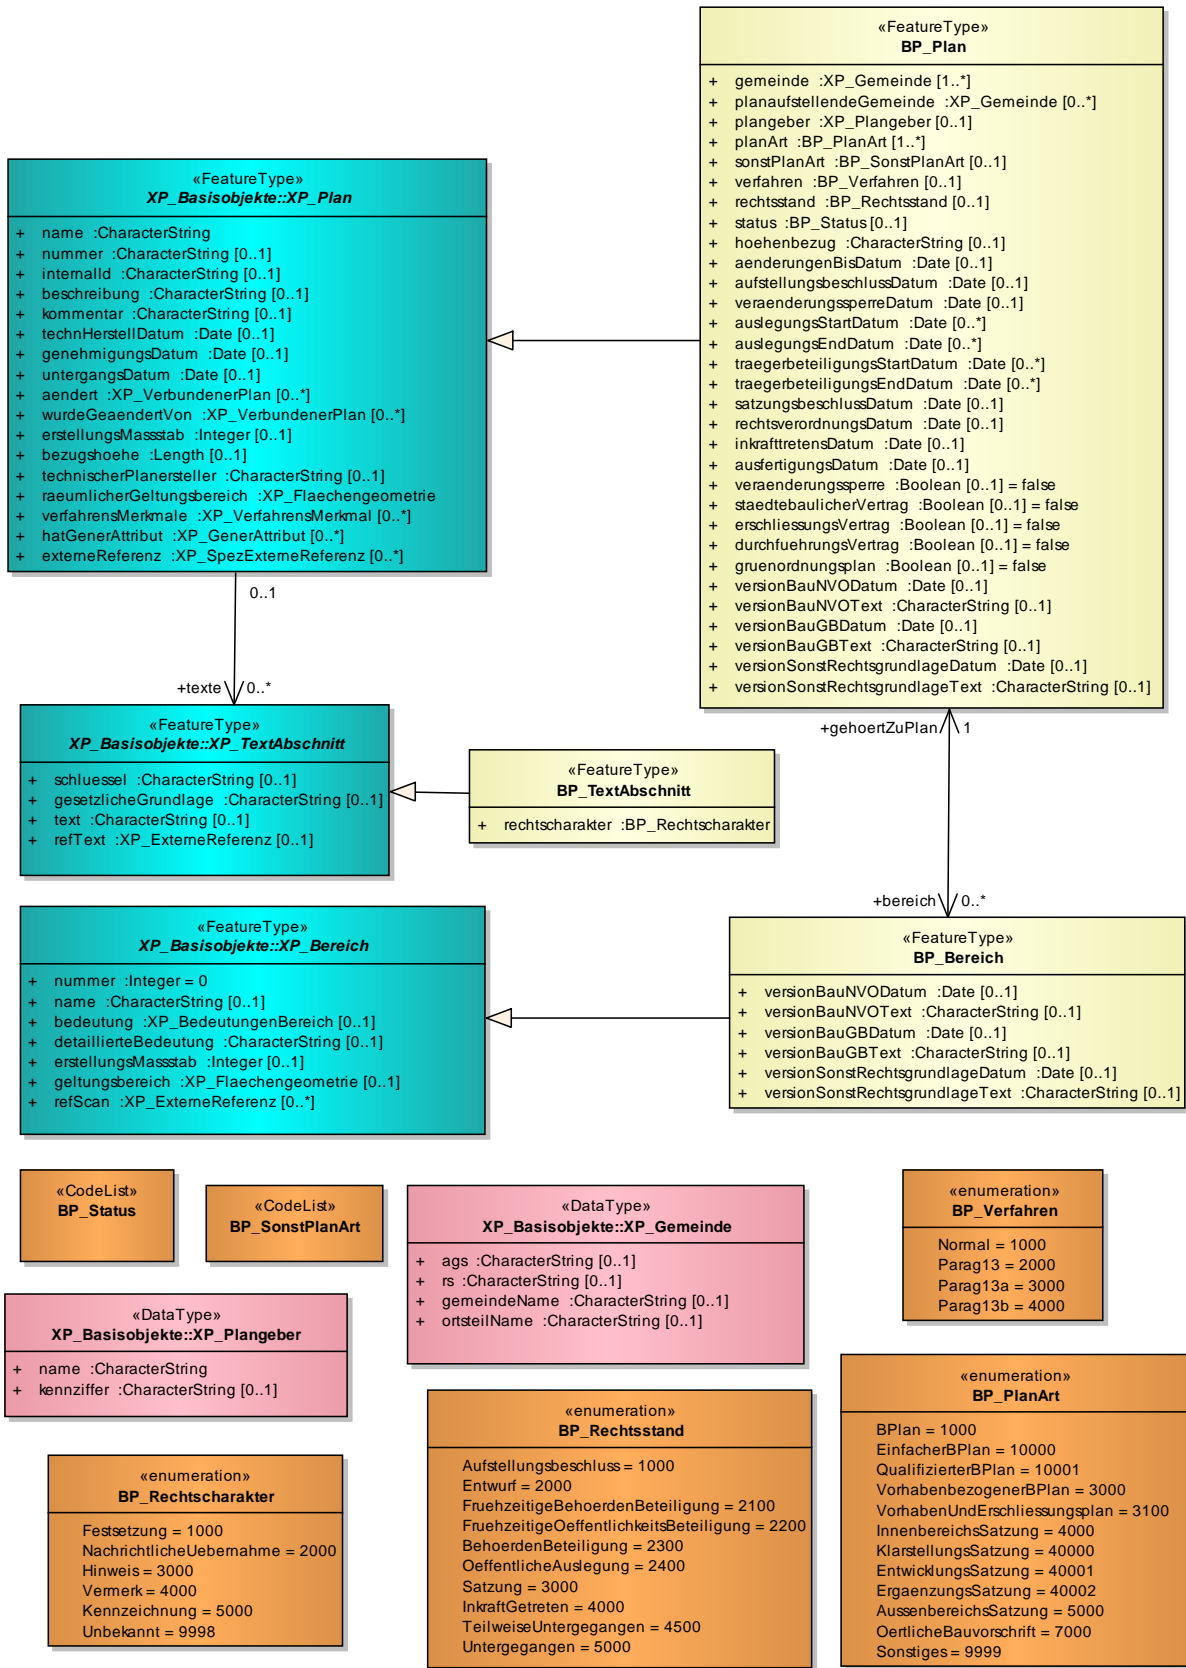 «FeatureType»
BP_Plan
+ gemeinde :XP_Gemeinde [1..*]
+ planaufstellendeGemeinde :XP_Gemeinde [0..*]
+ plangeber :XP_Plangeber [0..1]
+ planArt :BP_PlanArt [1..*]
+ sonstPlanArt :BP_SonstPlanArt [0..1]
+ verfahren :BP_Verfahren [0..1]
+ rechtsstand :BP_Rechtsstand [0..1]
+ status :BP_Status [0..1]
+ hoehenbezug :CharacterString [0..1]
+ aenderungenBisDatum :Date [0..1]
+ aufstellungsbeschlussDatum :Date [0..1]
+ veraenderungssperreDatum :Date [0..1]
+ auslegungsStartDatum :Date [0..*]
+ auslegungsEndDatum :Date [0..*]
+ traegerbeteiligungsStartDatum :Date [0..*]
+ traegerbeteiligungsEndDatum :Date [0..*]
+ satzungsbeschlussDatum :Date [0..1]
+ rechtsverordnungsDatum :Date [0..1]
+ inkrafttretensDatum :Date [0..1]
+ ausfertigungsDatum :Date [0..1]
+ veraenderungssperre :Boolean [0..1] = false
+ staedtebaulicherVertrag :Boolean [0..1] = false
+ erschliessungsVertrag :Boolean [0..1] = false
+ durchfuehrungsVertrag :Boolean [0..1] = false
+ gruenordnungsplan :Boolean [0..1] = false
+ versionBauNVODatum :Date [0..1]
+ versionBauNVOText :CharacterString [0..1]
+ versionBauGBDatum :Date [0..1]
+ versionBauGBText :CharacterString [0..1]
+ versionSonstRechtsgrundlageDatum :Date [0..1]
+ versionSonstRechtsgrundlageText :CharacterString [0..1]
«FeatureType»
XP_Basisobjekte::XP_Plan
+ name :CharacterString
+ nummer :CharacterString [0..1]
+ internalId :CharacterString [0..1]
+ beschreibung :CharacterString [0..1]
+ kommentar :CharacterString [0..1]
+ technHerstellDatum :Date [0..1]
+ genehmigungsDatum :Date [0..1]
+ untergangsDatum :Date [0..1]
+ aendert :XP_VerbundenerPlan [0..*]
+ wurdeGeaendertVon :XP_VerbundenerPlan [0..*]
+ erstellungsMassstab :Integer [0..1]
+ bezugshoehe :Length [0..1]
+ technischerPlanersteller :CharacterString [0..1]
+ raeumlicherGeltungsbereich :XP_Flaechengeometrie
+ verfahrensMerkmale :XP_VerfahrensMerkmal [0..*]
+ hatGenerAttribut :XP_GenerAttribut [0..*]
+ externeReferenz :XP_SpezExterneReferenz [0..*]
0..1
+texte 0..*
+gehoertZuPlan 1
«FeatureType»
XP_Basisobjekte::XP_TextAbschnitt
+ schluessel :CharacterString [0..1]
+ gesetzlicheGrundlage :CharacterString [0..1]
+ text :CharacterString [0..1]
+ refText :XP_ExterneReferenz [0..1]
«FeatureType»
BP_TextAbschnitt
+ rechtscharakter :BP_Rechtscharakter
+bereich 0..*
«FeatureType»
XP_Basisobjekte::XP_Bereich
+ nummer :Integer = 0
+ name :CharacterString [0..1]
+ bedeutung :XP_BedeutungenBereich [0..1]
+ detaillierteBedeutung :CharacterString [0..1]
+ erstellungsMassstab :Integer [0..1]
+ geltungsbereich :XP_Flaechengeometrie [0..1]
+ refScan :XP_ExterneReferenz [0..*]
«FeatureType»
BP_Bereich
+ versionBauNVODatum :Date [0..1]
+ versionBauNVOText :CharacterString [0..1]
+ versionBauGBDatum :Date [0..1]
+ versionBauGBText :CharacterString [0..1]
+ versionSonstRechtsgrundlageDatum :Date [0..1]
+ versionSonstRechtsgrundlageText :CharacterString [0..1]
«CodeList»
BP_Status
«CodeList»
BP_SonstPlanArt
«DataType»
XP_Basisobjekte::XP_Gemeinde
+ ags :CharacterString [0..1]
+ rs :CharacterString [0..1]
+ gemeindeName :CharacterString [0..1]
+ ortsteilName :CharacterString [0..1]
«enumeration»
BP_Verfahren
Normal = 1000
Parag13 = 2000
Parag13a = 3000
Parag13b = 4000
«DataType»
XP_Basisobjekte::XP_Plangeber
+ name :CharacterString
+ kennziffer :CharacterString [0..1]
«enumeration»
BP_Rechtsstand
Aufstellungsbeschluss = 1000
Entwurf = 2000
FruehzeitigeBehoerdenBeteiligung = 2100
FruehzeitigeOeffentlichkeitsBeteiligung = 2200
BehoerdenBeteiligung = 2300
OeffentlicheAuslegung = 2400
Satzung = 3000
InkraftGetreten = 4000
TeilweiseUntergegangen = 4500
Untergegangen = 5000
«enumeration»
BP_PlanArt
BPlan = 1000
EinfacherBPlan = 10000
QualifizierterBPlan = 10001
VorhabenbezogenerBPlan = 3000
VorhabenUndErschliessungsplan = 3100
InnenbereichsSatzung = 4000
KlarstellungsSatzung = 40000
EntwicklungsSatzung = 40001
ErgaenzungsSatzung = 40002
AussenbereichsSatzung = 5000
OertlicheBauvorschrift = 7000
Sonstiges = 9999
«enumeration»
BP_Rechtscharakter
Festsetzung = 1000
NachrichtlicheUebernahme = 2000
Hinweis = 3000
Vermerk = 4000
Kennzeichnung = 5000
Unbekannt = 9998